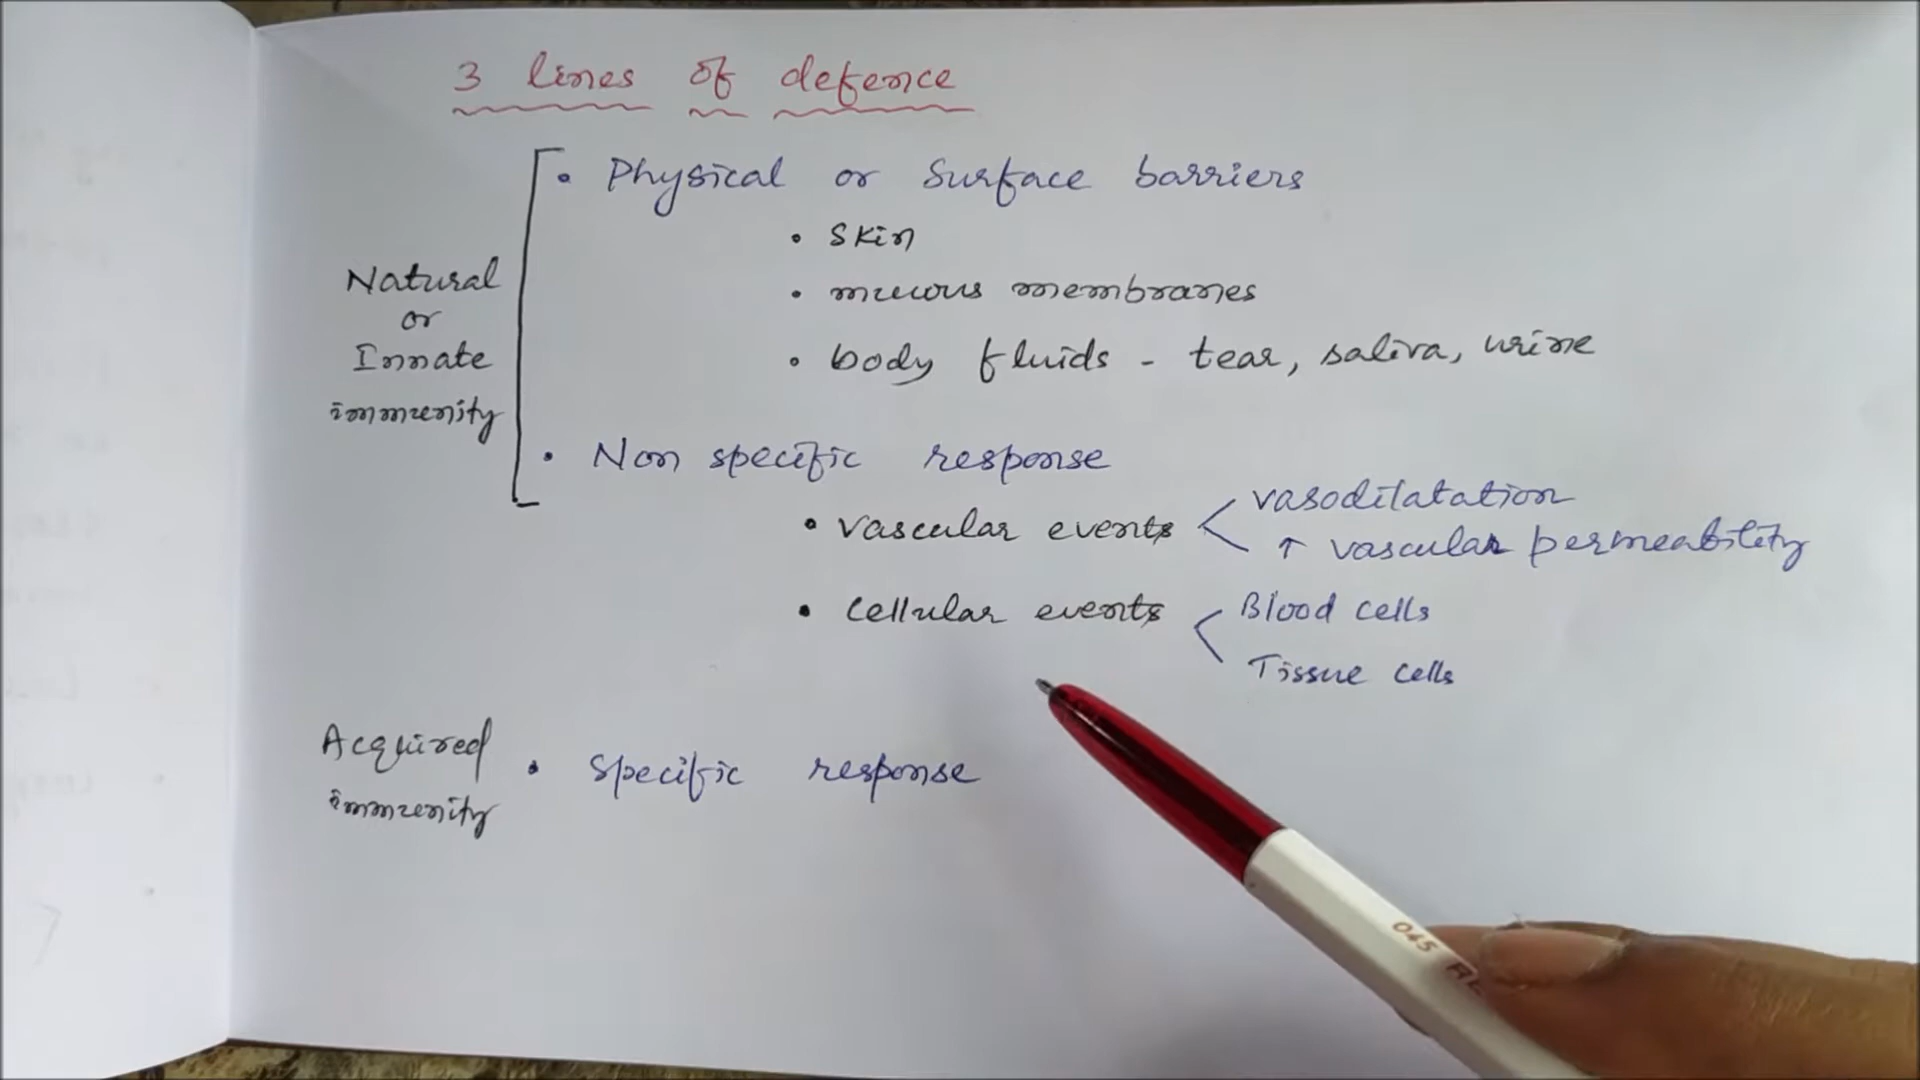 3 lines of defence
• Physical or Surface barriers
• Skin
• mucous membranes
• body fluids - tear, saliva, urine
Natural
or
Innate
immunity
• Non specific response
• vascular events < vasodilatation
↑ vascular permeability
• cellular events < Blood cells
Tissue cells
Acquired
immunity
• Specific response
045